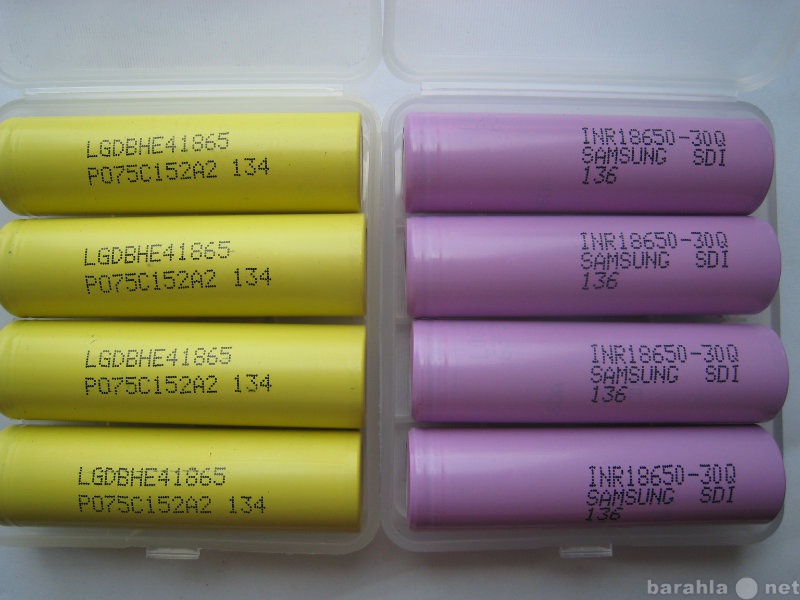 LGDBHE41865
P075C152A2 134
LGDBHE41865
P075C152A2 134
LGDBHE41865
P075C152A2 134
LGDBHE41865
P075C152A2 134
INR18650-30Q
SAMSUNG SDI
136
INR18650-30Q
SAMSUNG SDI
136
INR18650-30Q
SAMSUNG SDI
136
INR18650-30Q
SAMSUNG SDI
136
barahla net